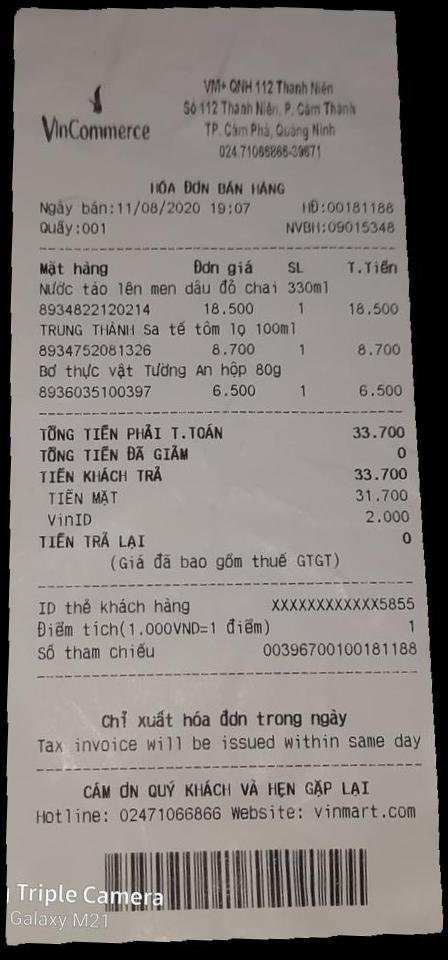 VinCommerce
VM+ QNH 112 Thanh Niên
Số 112 Thanh Niên, P. Cẩm Thành
TP. Cẩm Phả, Quảng Ninh
024.71066866-39671
HÓA ĐƠN BÁN HÀNG
Ngày bán:11/08/2020 19:07 HĐ:00181188
Quầy:001 NVBH:09015348
Mặt hàng Đơn giá SL T.Tiền
Nước táo lên men dâu đỏ chai 330ml
8934822120214 18.500 1 18.500
TRUNG THÀNH Sa tế tôm lọ 100ml
8934752081326 8.700 1 8.700
Bơ thực vật Tường An hộp 80g
8936035100397 6.500 1 6.500
TỔNG TIỀN PHẢI T.TOÁN 33.700
TỔNG TIỀN ĐÃ GIẢM 0
TIỀN KHÁCH TRẢ 33.700
TIỀN MẶT 31.700
VinID 2.000
TIỀN TRẢ LẠI 0
(Giá đã bao gồm thuế GTGT)
ID thẻ khách hàng XXXXXXXXXXXX5855
Điểm tích(1.000VND=1 điểm) 1
Số tham chiếu 00396700100181188
Chỉ xuất hóa đơn trong ngày
Tax invoice will be issued within same day
CÁM ƠN QUÝ KHÁCH VÀ HẸN GẶP LẠI
Hotline: 02471066866 Website: vinmart.com
Triple Camera
Galaxy M21